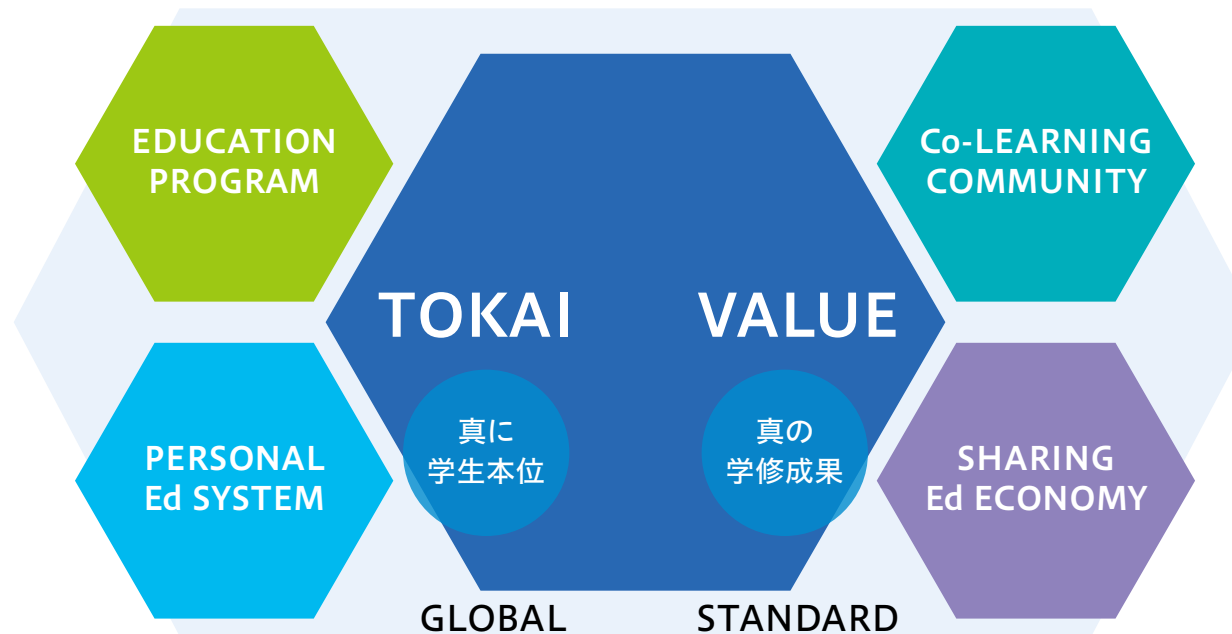 EDUCATION
PROGRAM
Co-LEARNING
COMMUNITY
TOKAI VALUE
真に
学生本位
真の
学修成果
PERSONAL
Ed SYSTEM
SHARING
Ed ECONOMY
GLOBAL STANDARD